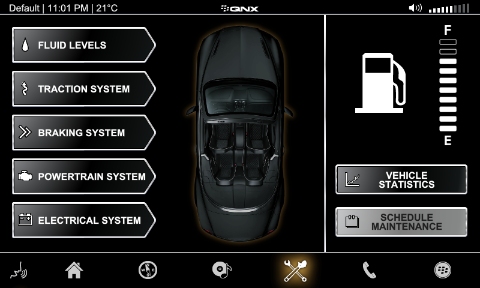 Default | 11:01 PM | 21°C
QNX
FLUID LEVELS
TRACTION SYSTEM
BRAKING SYSTEM
POWERTRAIN SYSTEM
ELECTRICAL SYSTEM
F
E
VEHICLE
STATISTICS
SCHEDULE
MAINTENANCE